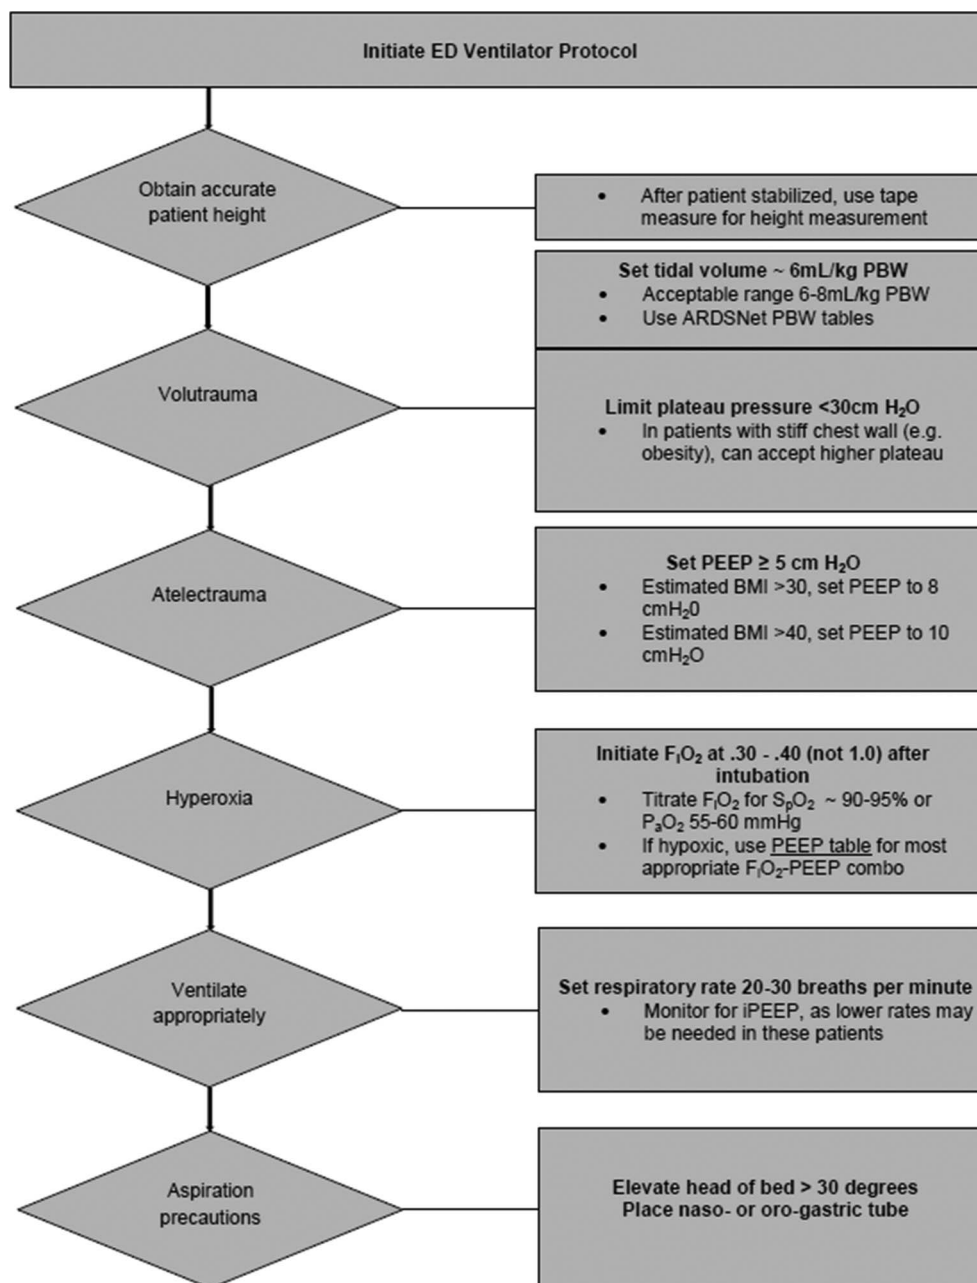 Initiate ED Ventilator Protocol
Obtain accurate
patient height
• After patient stabilized, use tape
measure for height measurement
Set tidal volume ~ 6mL/kg PBW
• Acceptable range 6-8mL/kg PBW
• Use ARDSNet PBW tables
Volutrauma
Limit plateau pressure <30cm H₂O
• In patients with stiff chest wall (e.g.
obesity), can accept higher plateau
Atelectrauma
Set PEEP ≥ 5 cm H₂O
• Estimated BMI >30, set PEEP to 8
cmH₂0
• Estimated BMI >40, set PEEP to 10
cmH₂O
Hyperoxia
Initiate FᵢO₂ at .30 - .40 (not 1.0) after
intubation
• Titrate FᵢO₂ for SₚO₂ ~ 90-95% or
PₐO₂ 55-60 mmHg
• If hypoxic, use PEEP table for most
appropriate FᵢO₂-PEEP combo
Ventilate
appropriately
Set respiratory rate 20-30 breaths per minute
• Monitor for iPEEP, as lower rates may
be needed in these patients
Aspiration
precautions
Elevate head of bed > 30 degrees
Place naso- or oro-gastric tube